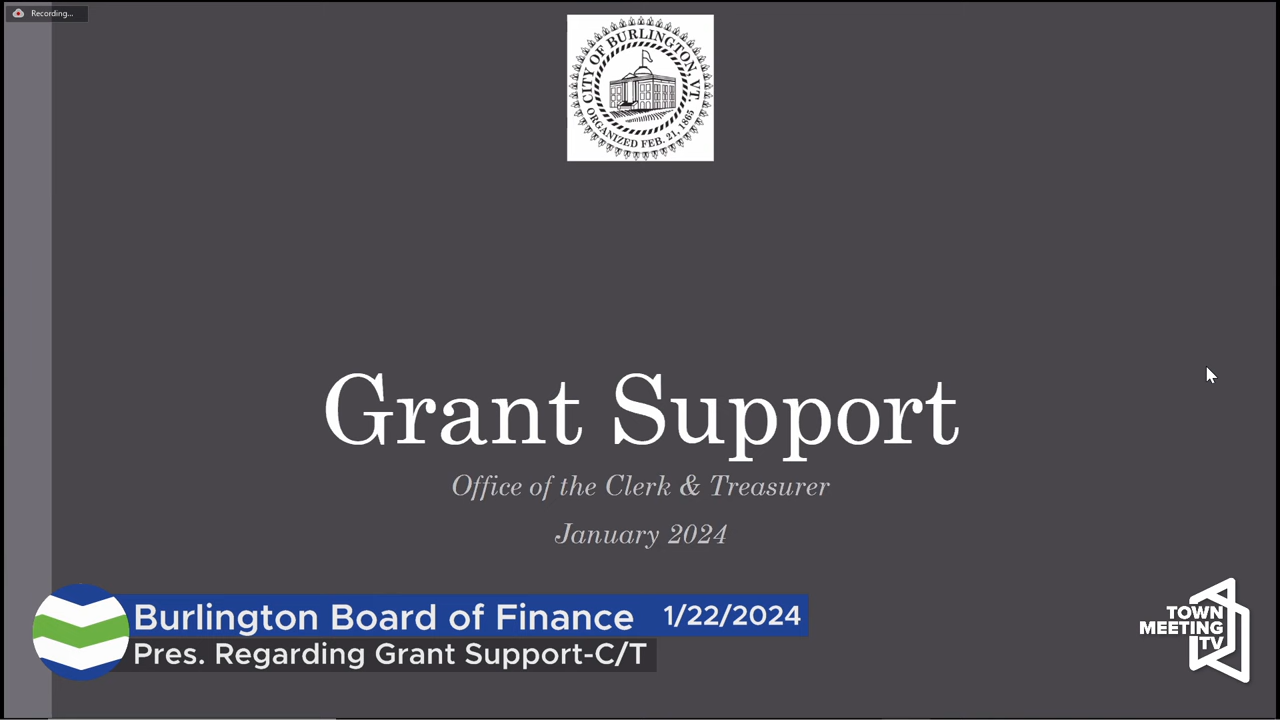 Recording...
CITY OF BURLINGTON, VT.
ORGANIZED FEB. 21, 1865
Grant Support
Office of the Clerk & Treasurer
January 2024
Burlington Board of Finance 1/22/2024
Pres. Regarding Grant Support-C/T
TOWN
MEETING
TV